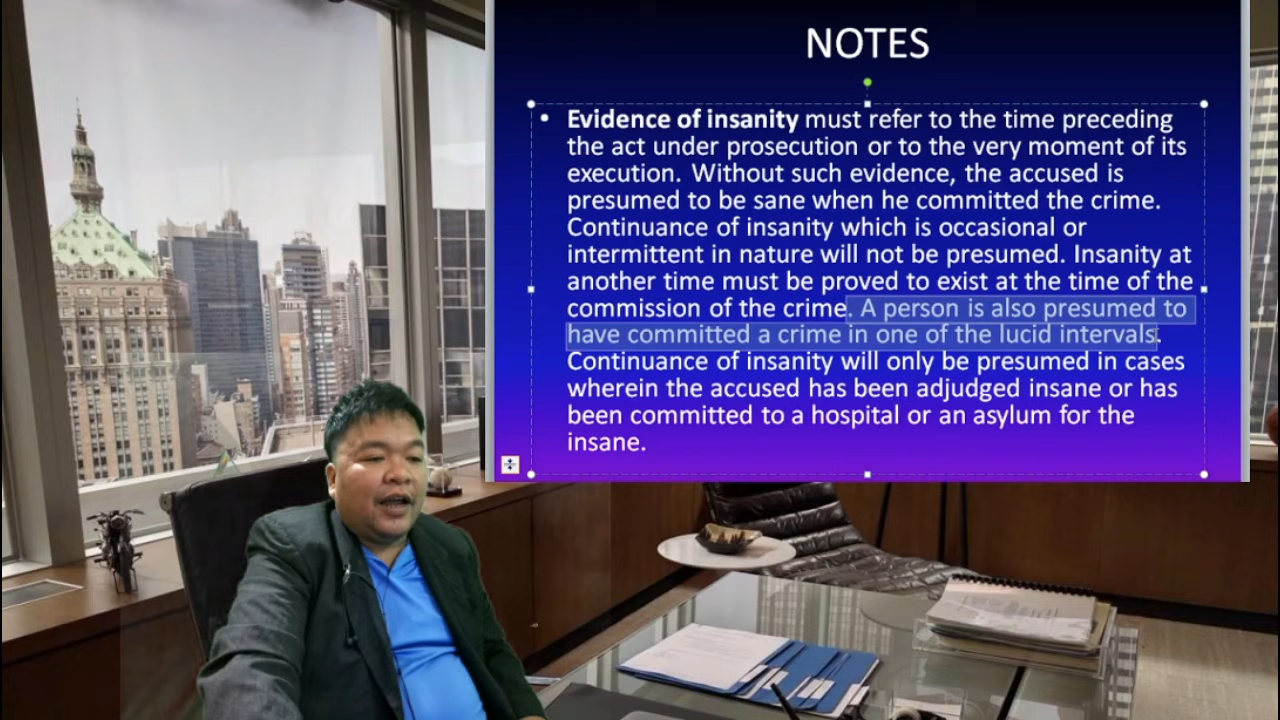 NOTES
• Evidence of insanity must refer to the time preceding
the act under prosecution or to the very moment of its
execution. Without such evidence, the accused is
presumed to be sane when he committed the crime.
Continuance of insanity which is occasional or
intermittent in nature will not be presumed. Insanity at
another time must be proved to exist at the time of the
commission of the crime. A person is also presumed to
have committed a crime in one of the lucid intervals.
Continuance of insanity will only be presumed in cases
wherein the accused has been adjudged insane or has
been committed to a hospital or an asylum for the
insane.